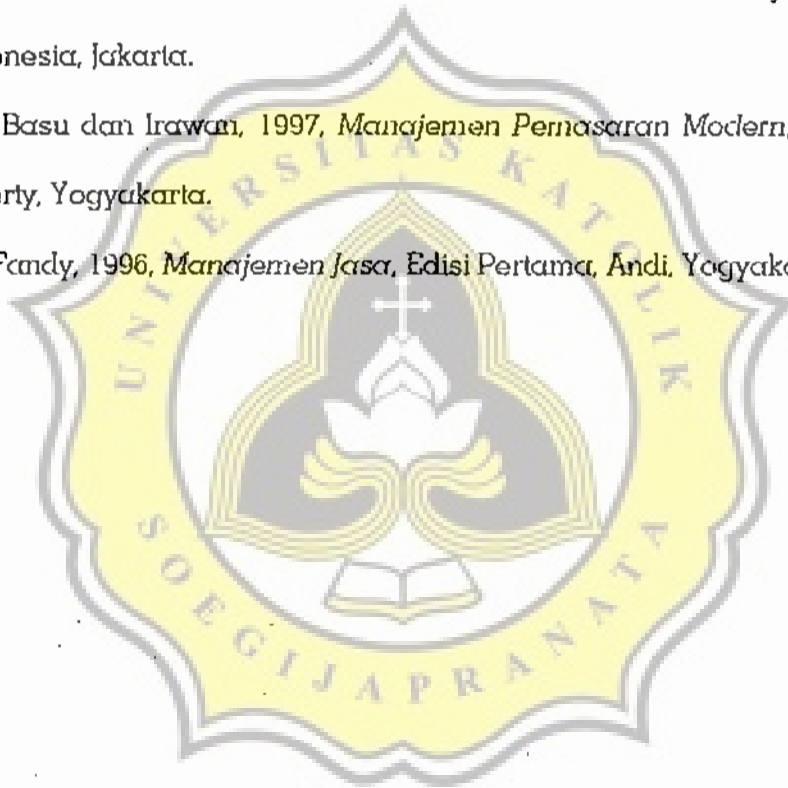 onesia, Jakarta.
Basu dan Irawan, 1997, Manajemen Pemasaran Modern,
erty, Yogyakarta.
Fandy, 1996, Manajemen Jasa, Edisi Pertama, Andi, Yogyaka
UNIVERSITAS KATOLIK
SOEGIJAPRANATA